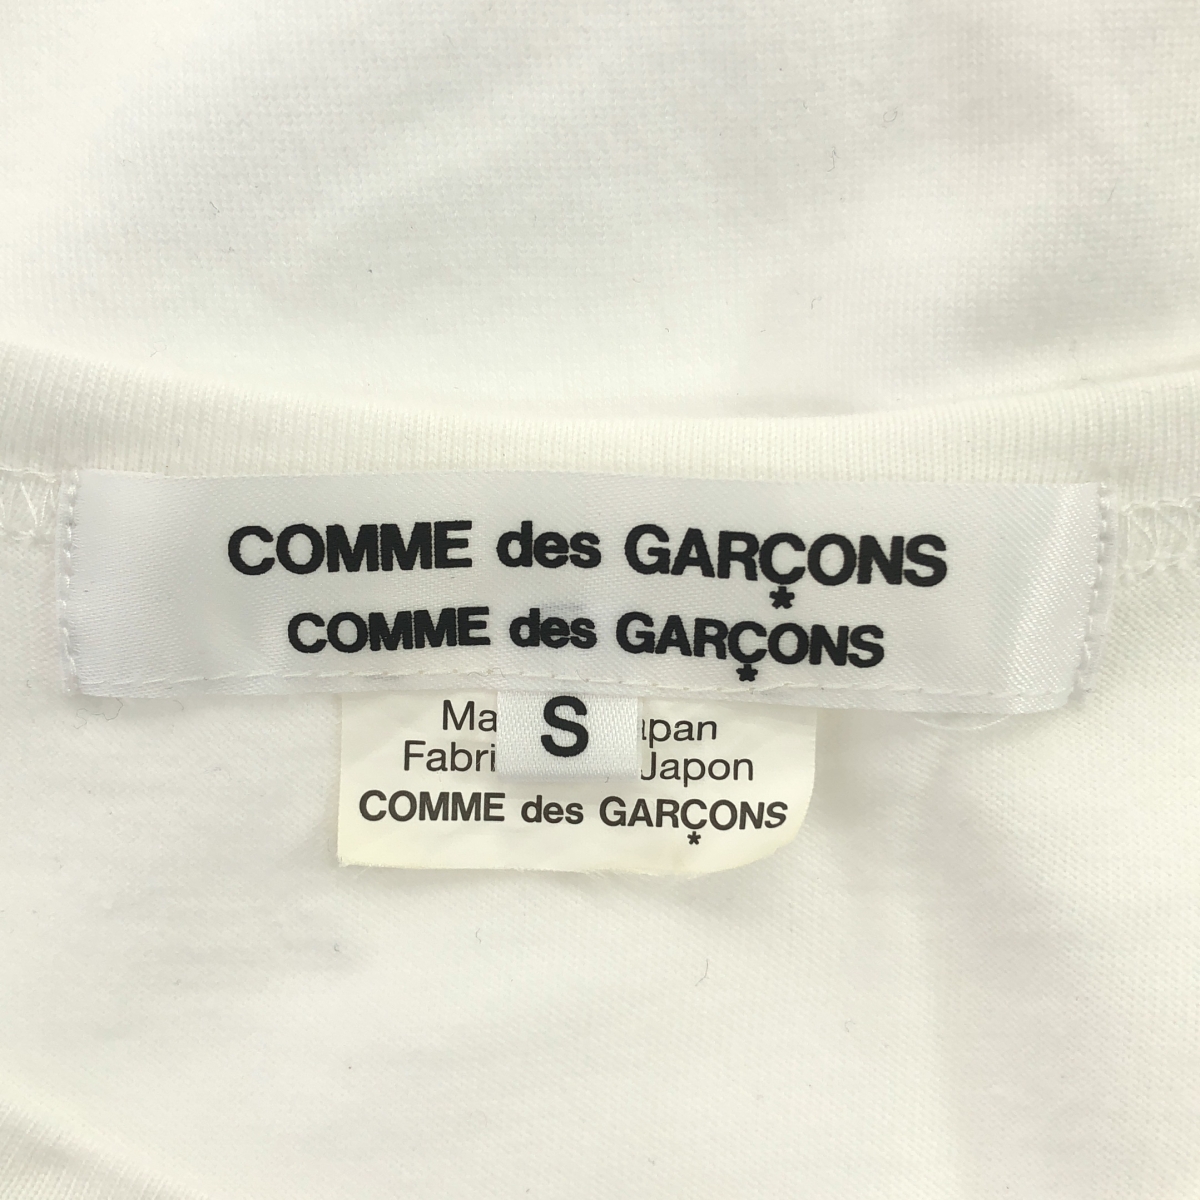 COMME des GARÇONS
COMME des GARÇONS
S
Ma apan
Fabri Japon
COMME des GARÇONS